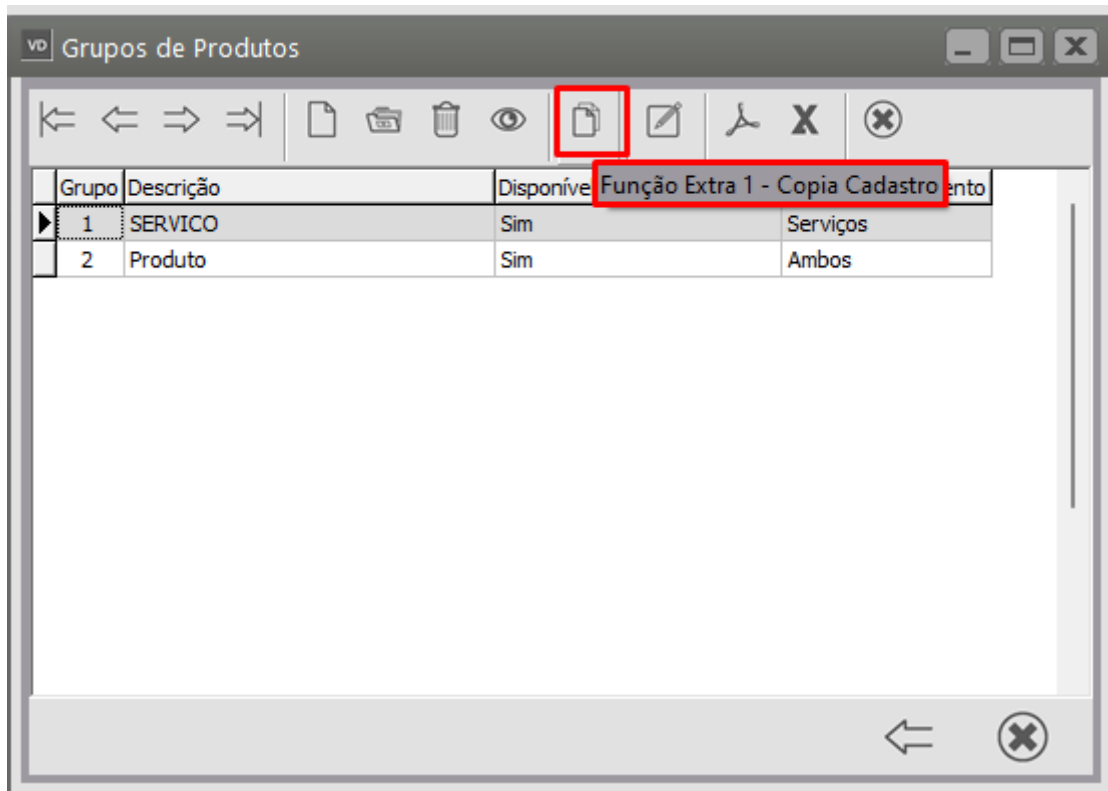 VD Grupos de Produtos
X
Função Extra 1 - Copia Cadastro
Grupo Descrição Disponíve ento
1 SERVICO Sim Serviços
2 Produto Sim Ambos